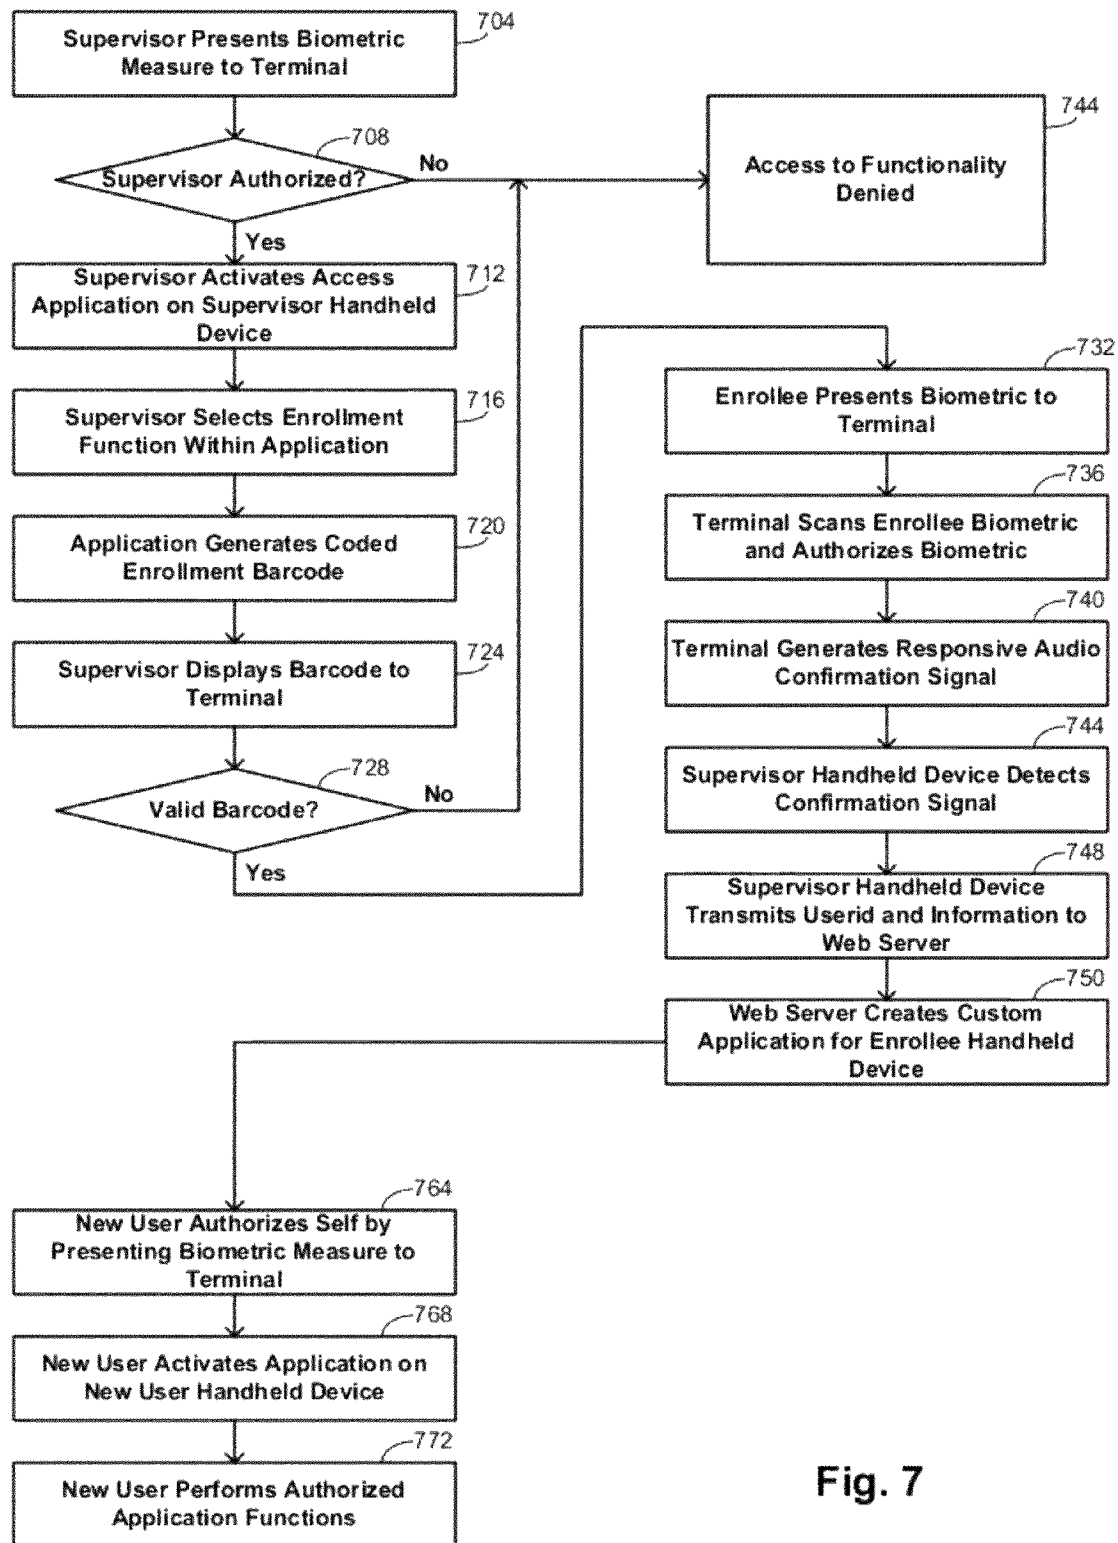 704
Supervisor Presents Biometric
Measure to Terminal
708
Supervisor Authorized?
No
Yes
744
Access to Functionality
Denied
712
Supervisor Activates Access
Application on Supervisor Handheld
Device
716
Supervisor Selects Enrollment
Function Within Application
720
Application Generates Coded
Enrollment Barcode
724
Supervisor Displays Barcode to
Terminal
728
Valid Barcode?
No
Yes
732
Enrollee Presents Biometric to
Terminal
736
Terminal Scans Enrollee Biometric
and Authorizes Biometric
740
Terminal Generates Responsive Audio
Confirmation Signal
744
Supervisor Handheld Device Detects
Confirmation Signal
748
Supervisor Handheld Device
Transmits Userid and Information to
Web Server
750
Web Server Creates Custom
Application for Enrollee Handheld
Device
764
New User Authorizes Self by
Presenting Biometric Measure to
Terminal
768
New User Activates Application on
New User Handheld Device
772
New User Performs Authorized
Application Functions
Fig. 7